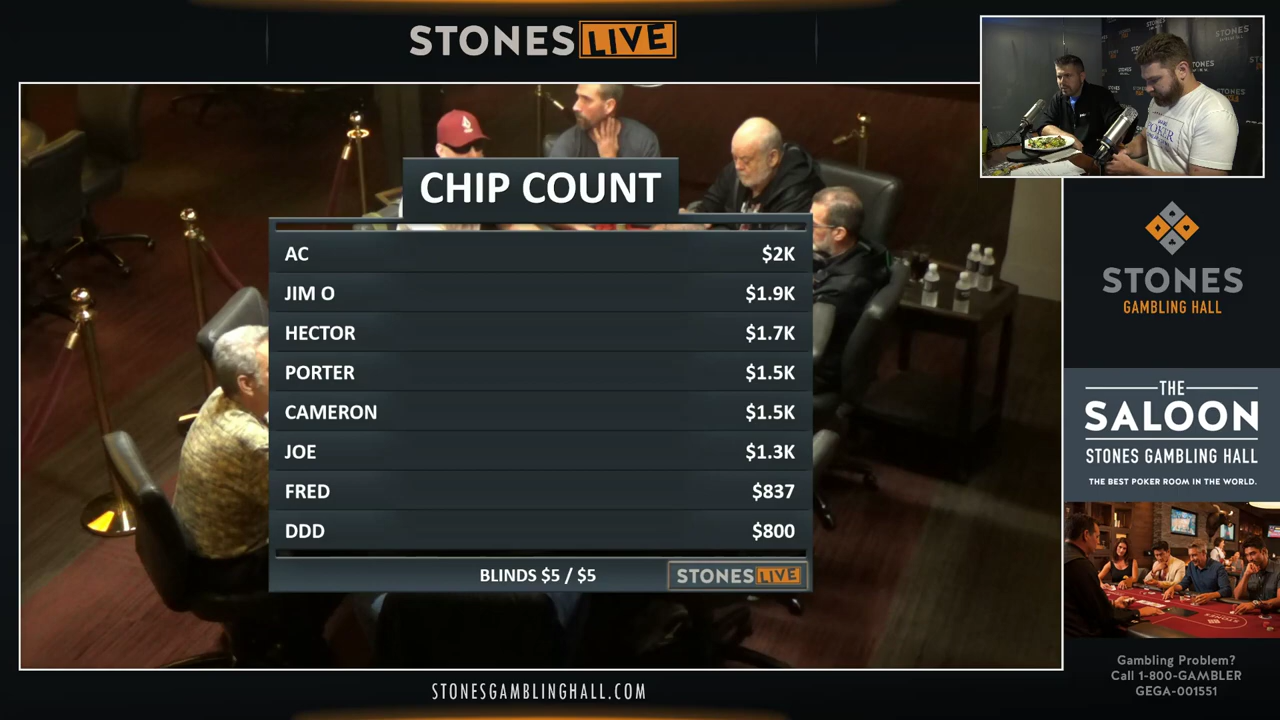 STONES LIVE
CHIP COUNT
AC $2K
JIM O $1.9K
HECTOR $1.7K
PORTER $1.5K
CAMERON $1.5K
JOE $1.3K
FRED $837
DDD $800
BLINDS $5 / $5
STONES LIVE
STONESGAMBLINGHALL.COM
STONES
POKER
STONES
GAMBLING HALL
THE
SALOON
STONES GAMBLING HALL
THE BEST POKER ROOM IN THE WORLD.
Gambling Problem?
Call 1-800-GAMBLER
GEGA-001551